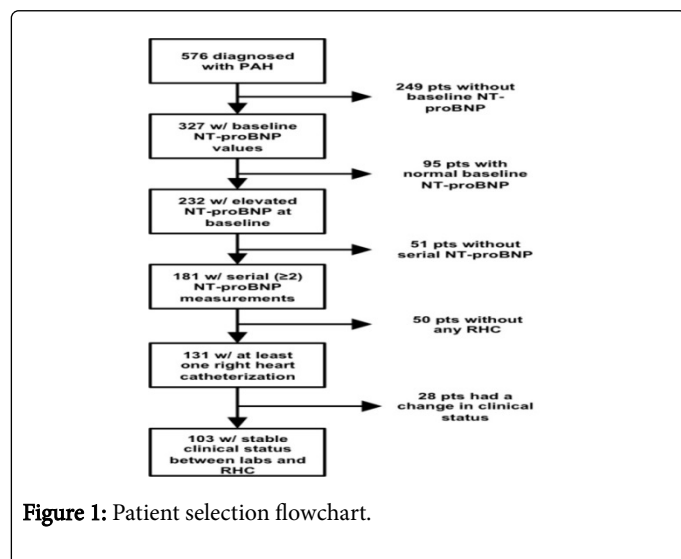 576 diagnosed
with PAH
249 pts without
baseline NT-
proBNP
327 w/ baseline
NT-proBNP
values
95 pts with
normal baseline
NT-proBNP
232 w/ elevated
NT-proBNP at
baseline
51 pts without
serial NT-proBNP
181 w/ serial (≥2)
NT-proBNP
measurements
50 pts without
any RHC
131 w/ at least
one right heart
catheterization
28 pts had a
change in clinical
status
103 w/ stable
clinical status
between labs and
RHC
Figure 1: Patient selection flowchart.